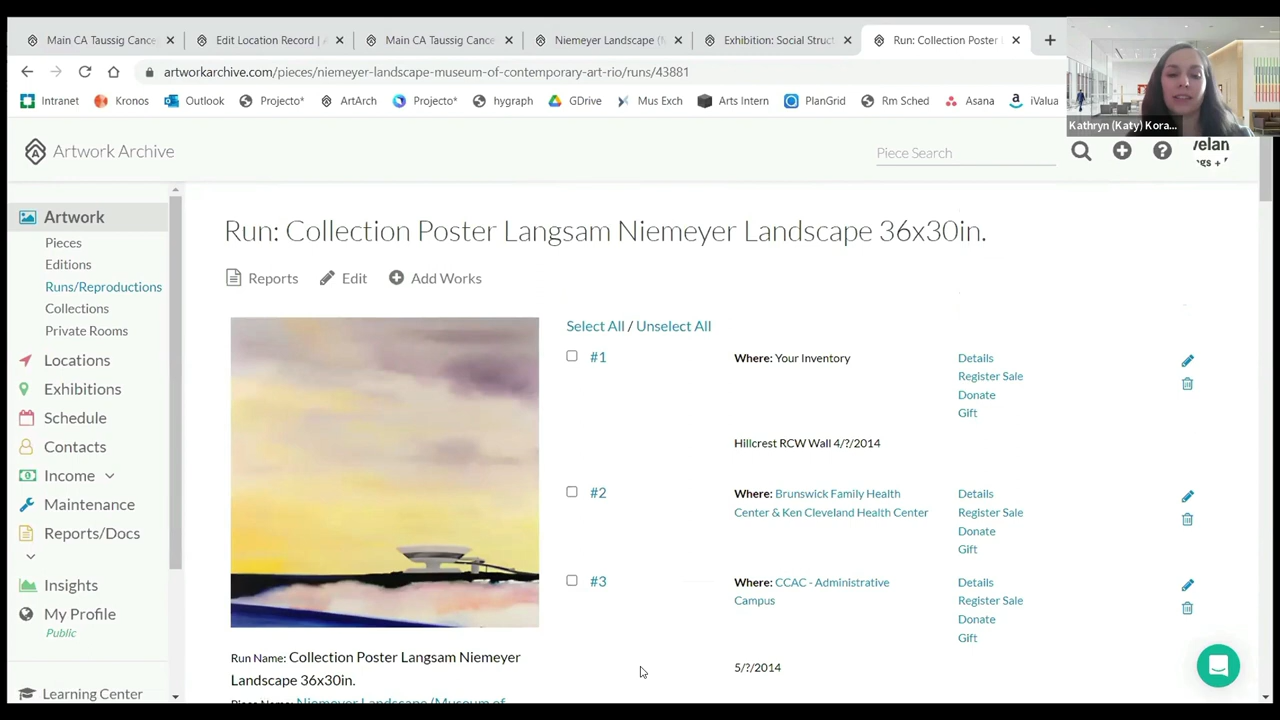 Main CA Taussig Cance
Edit Location Record | A
Main CA Taussig Cance
Niemeyer Landscape (M
Exhibition: Social Struct
Run: Collection Poster L
artworkarchive.com/pieces/niemeyer-landscape-museum-of-contemporary-art-rio/runs/43881
Intranet
Kronos
Outlook
Projecto*
ArtArch
Projecto*
hygraph
GDrive
Mus Exch
Arts Intern
PlanGrid
Rm Sched
Asana
iValua
Kathryn (Katy) Kora...
Artwork Archive
Piece Search
Artwork
Pieces
Editions
Runs/Reproductions
Collections
Private Rooms
Locations
Exhibitions
Schedule
Contacts
Income
Maintenance
Reports/Docs
Insights
My Profile
Public
Learning Center
Run: Collection Poster Langsam Niemeyer Landscape 36x30in.
Reports
Edit
Add Works
Select All / Unselect All
#1
Where: Your Inventory
Details
Register Sale
Donate
Gift
Hillcrest RCW Wall 4/?/2014
#2
Where: Brunswick Family Health
Center & Ken Cleveland Health Center
Details
Register Sale
Donate
Gift
#3
Where: CCAC - Administrative
Campus
Details
Register Sale
Donate
Gift
5/?/2014
Run Name: Collection Poster Langsam Niemeyer
Landscape 36x30in.
Piece Name: Niemeyer Landscape (Museum of